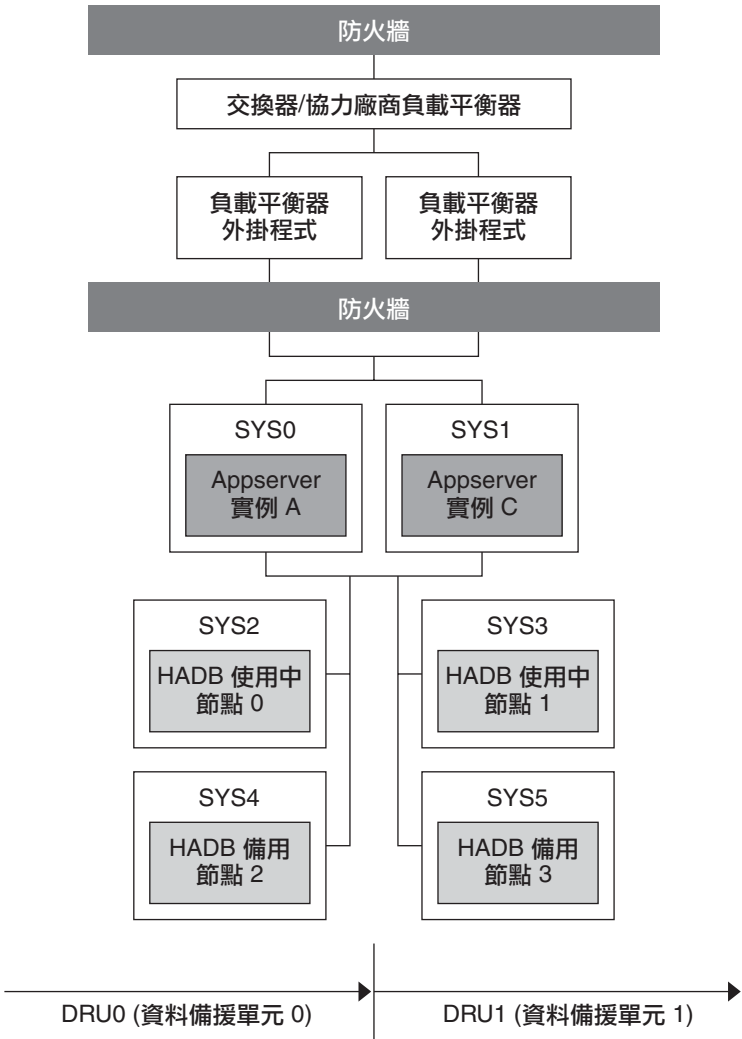 防火牆
交換器/協力廠商負載平衡器
負載平衡器
外掛程式
負載平衡器
外掛程式
防火牆
SYS0
Appserver
實例 A
SYS1
Appserver
實例 C
SYS2
HADB 使用中
節點 0
SYS3
HADB 使用中
節點 1
SYS4
HADB 備用
節點 2
SYS5
HADB 備用
節點 3
DRU0 (資料備援單元 0)
DRU1 (資料備援單元 1)